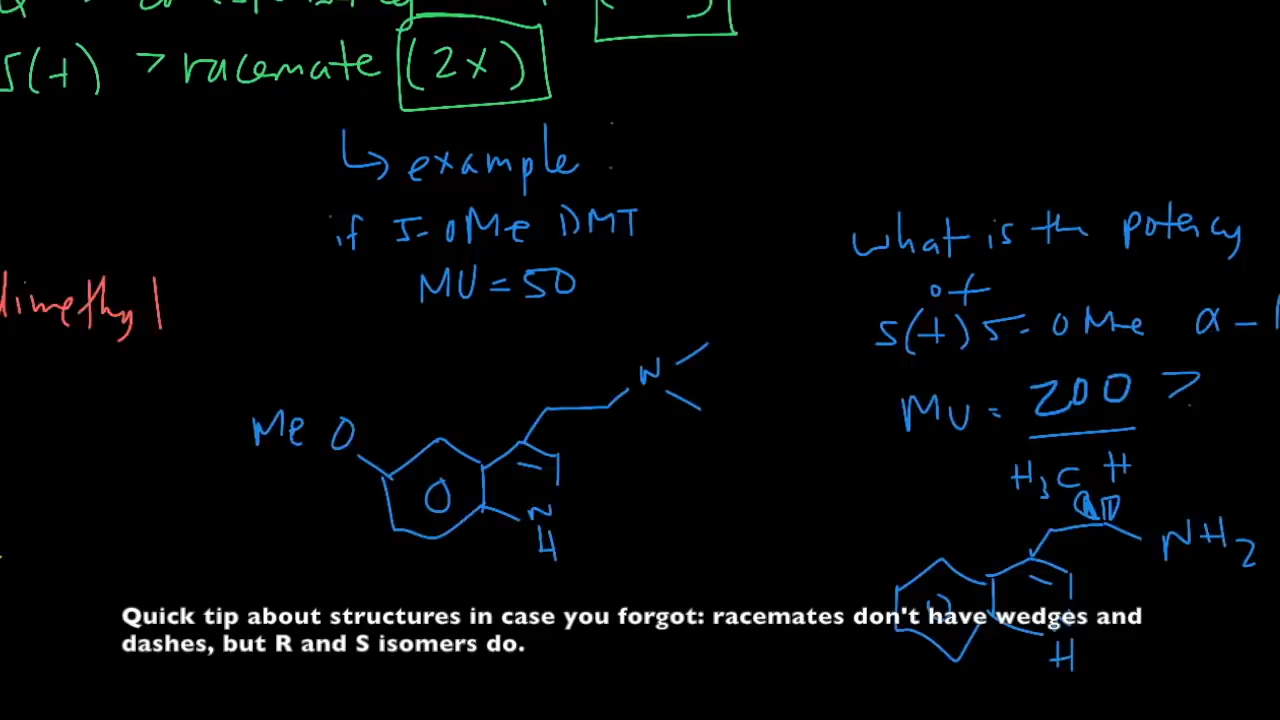 S(+) > racemate (2x)
↳ example
if 5-OMe DMT
MU = 50
dimethyl
what is the potency
of
S(+) 5-OMe α-
MU = 200 ?
Me O
N
N
H
H3C H
NH2
H
Quick tip about structures in case you forgot: racemates don't have wedges and
dashes, but R and S isomers do.